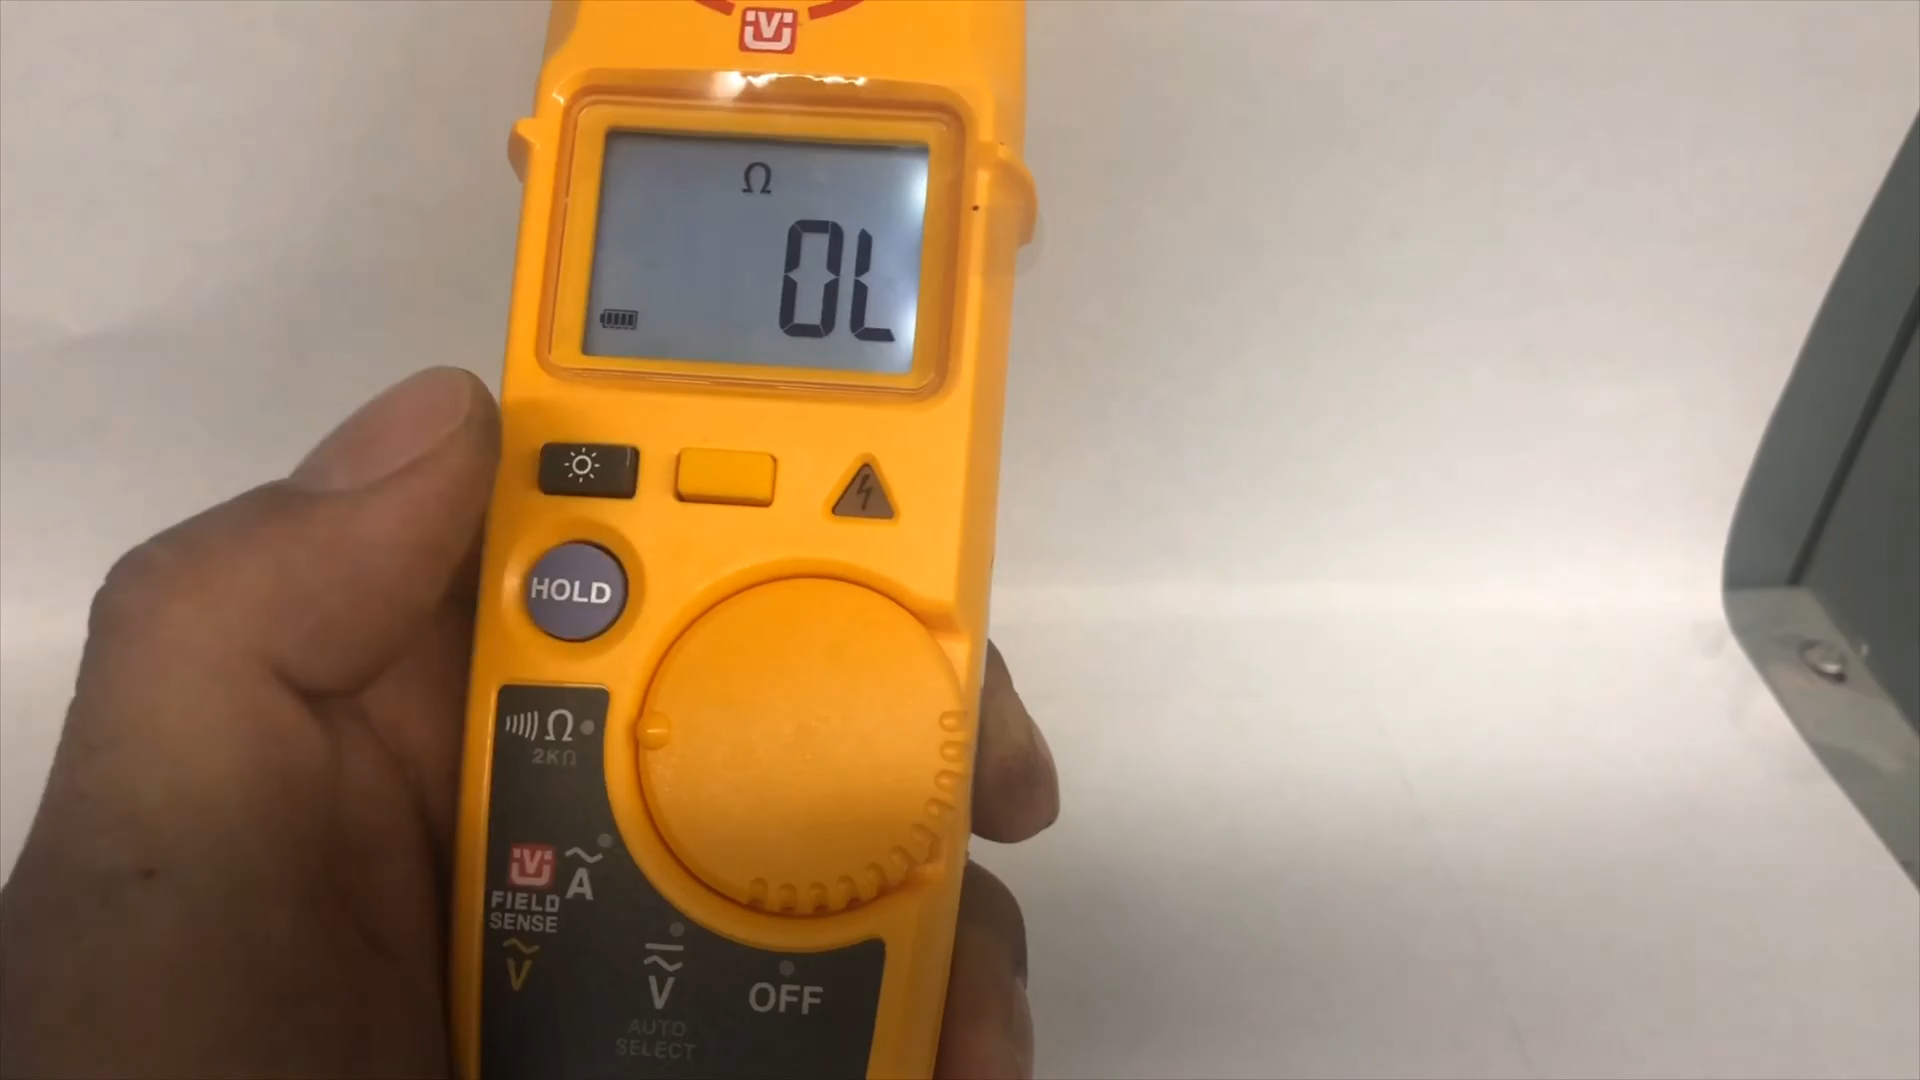 Ω
OL
HOLD
Ω
2KΩ
V
FIELD
SENSE
V
A
V
AUTO
SELECT
OFF